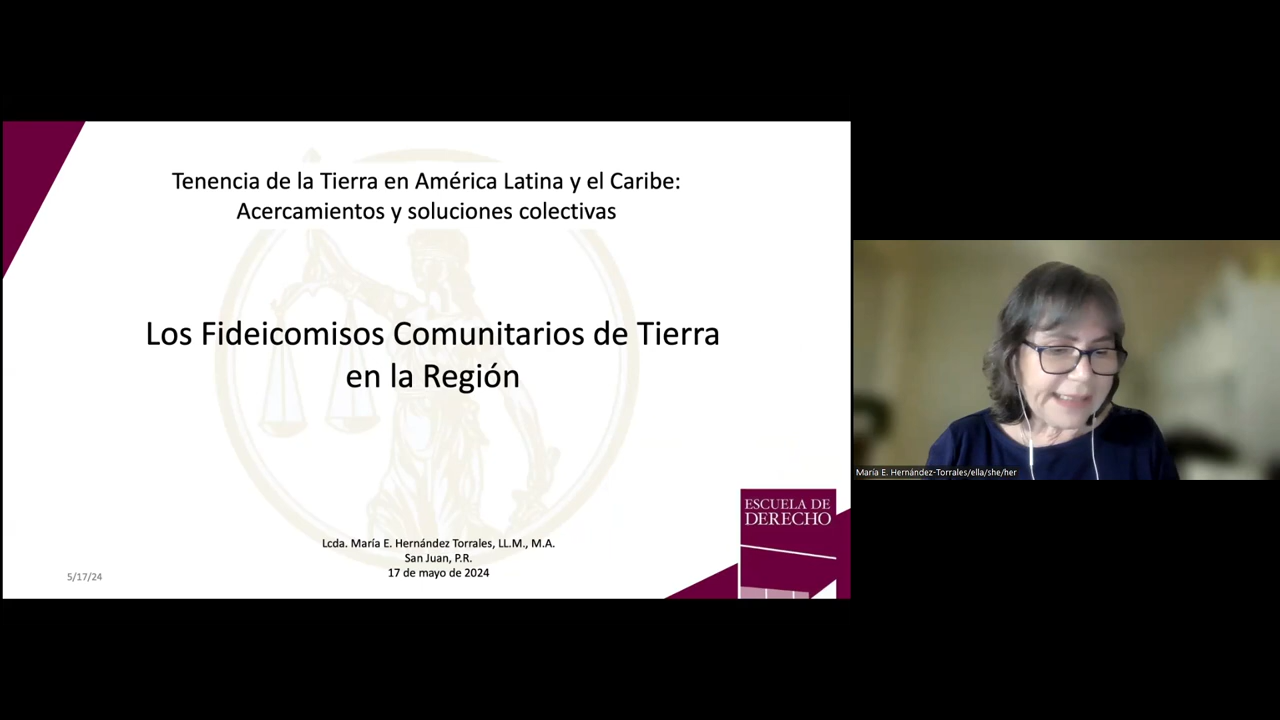 Tenencia de la Tierra en América Latina y el Caribe:
Acercamientos y soluciones colectivas
Los Fideicomisos Comunitarios de Tierra
en la Región
Lcda. María E. Hernández Torrales, LL.M., M.A.
San Juan, P.R.
17 de mayo de 2024
5/17/24
ESCUELA DE
DERECHO
María E. Hernández-Torrales/ella/she/her